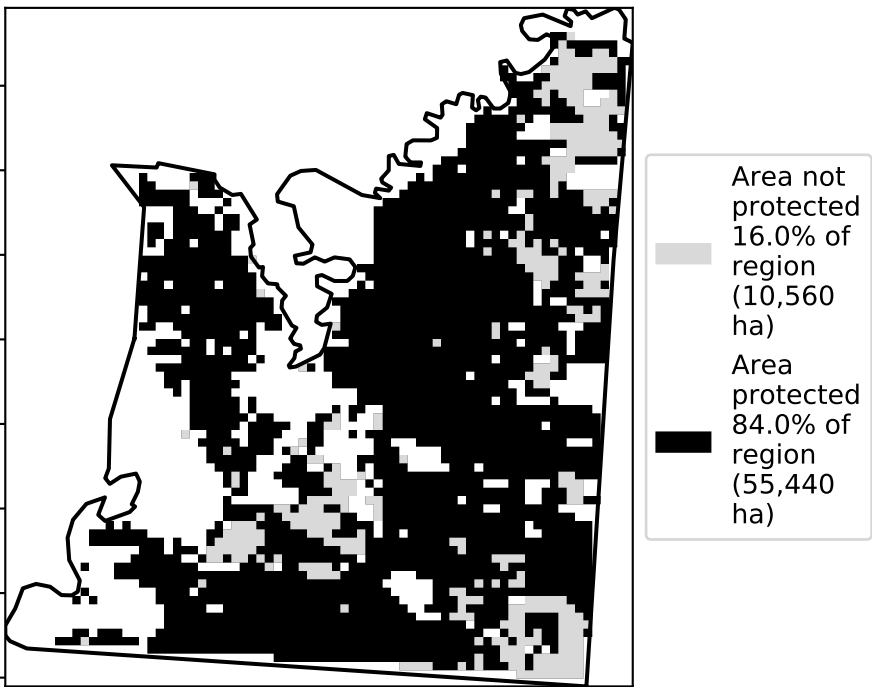 Area not
protected
16.0% of
region
(10,560
ha)
Area
protected
84.0% of
region
(55,440
ha)